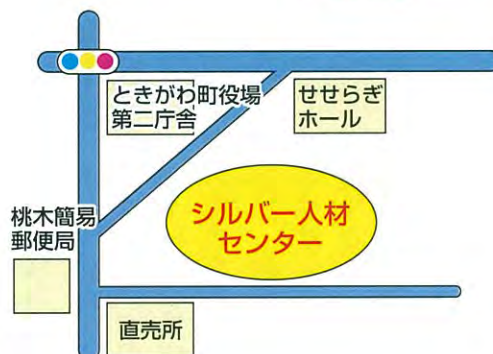 ときがわ町役場
第二庁舎
せせらぎ
ホール
シルバー人材
センター
桃木簡易
郵便局
直売所